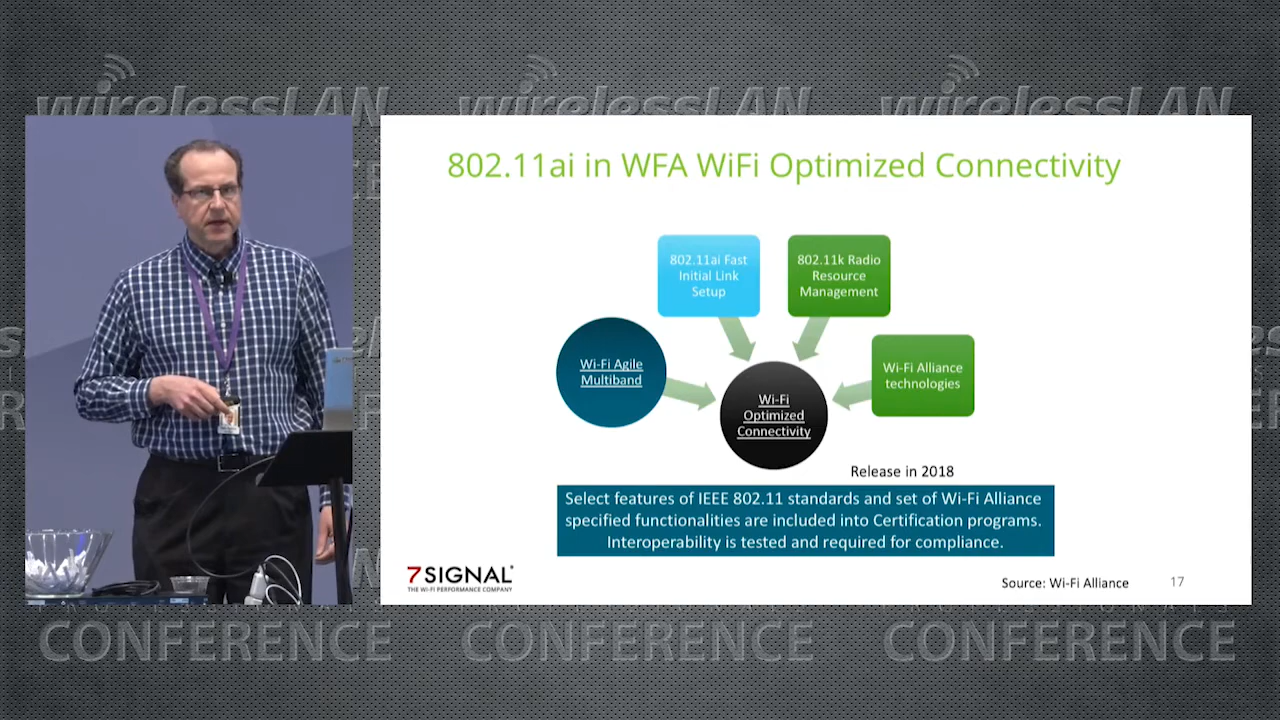 wirelessLAN wirelessLAN wirelessLAN
802.11ai in WFA WiFi Optimized Connectivity
802.11ai Fast
Initial Link
Setup
802.11k Radio
Resource
Management
Wi-Fi Agile
Multiband
Wi-Fi Alliance
technologies
Wi-Fi
Optimized
Connectivity
Release in 2018
Select features of IEEE 802.11 standards and set of Wi-Fi Alliance
specified functionalities are included into Certification programs.
Interoperability is tested and required for compliance.
7SIGNAL®
THE Wi-Fi PERFORMANCE COMPANY
Source: Wi-Fi Alliance
17
CONFERENCE CONFERENCE CONFERENCE